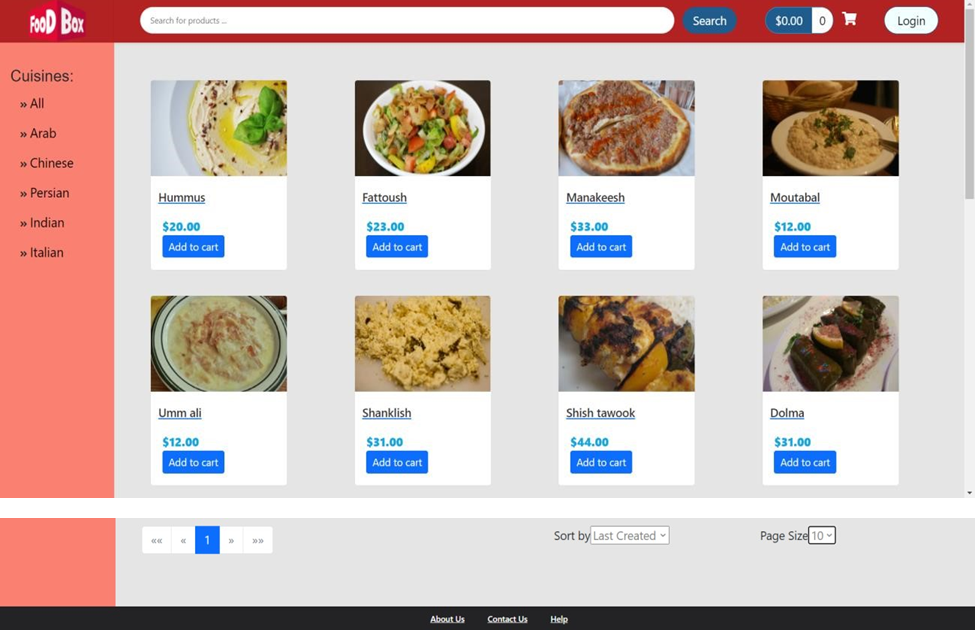 FooD Box
Search for products ...
Search
$0.00 0
Login
Cuisines:
» All
» Arab
» Chinese
» Persian
» Indian
» Italian
Hummus
$20.00
Add to cart
Fattoush
$23.00
Add to cart
Manakeesh
$33.00
Add to cart
Moutabal
$12.00
Add to cart
Umm ali
$12.00
Add to cart
Shanklish
$31.00
Add to cart
Shish tawook
$44.00
Add to cart
Dolma
$31.00
Add to cart
«« « 1 » »»
Sort by Last Created
Page Size 10
About Us Contact Us Help